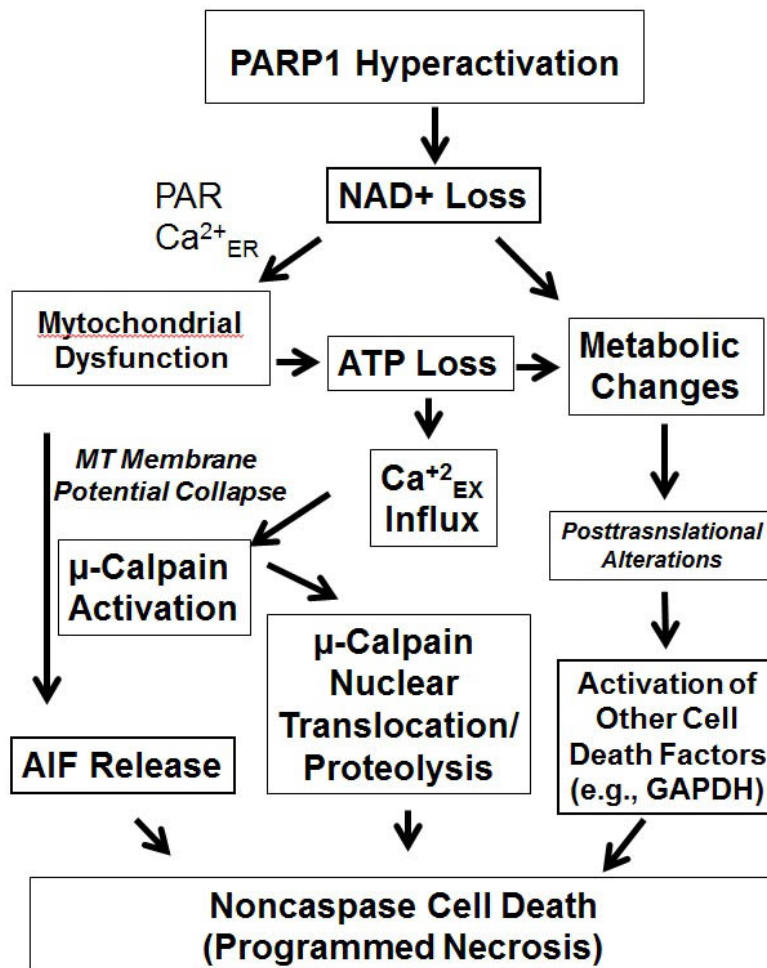 PARP1 Hyperactivation
NAD+ Loss
PAR
Ca²⁺ER
Mytochondrial
Dysfunction
ATP Loss
Metabolic
Changes
MT Membrane
Potential Collapse
Ca⁺²EX
Influx
Posttrasnslational
Alterations
μ-Calpain
Activation
μ-Calpain
Nuclear
Translocation/
Proteolysis
Activation of
Other Cell
Death Factors
(e.g., GAPDH)
AIF Release
Noncaspase Cell Death
(Programmed Necrosis)